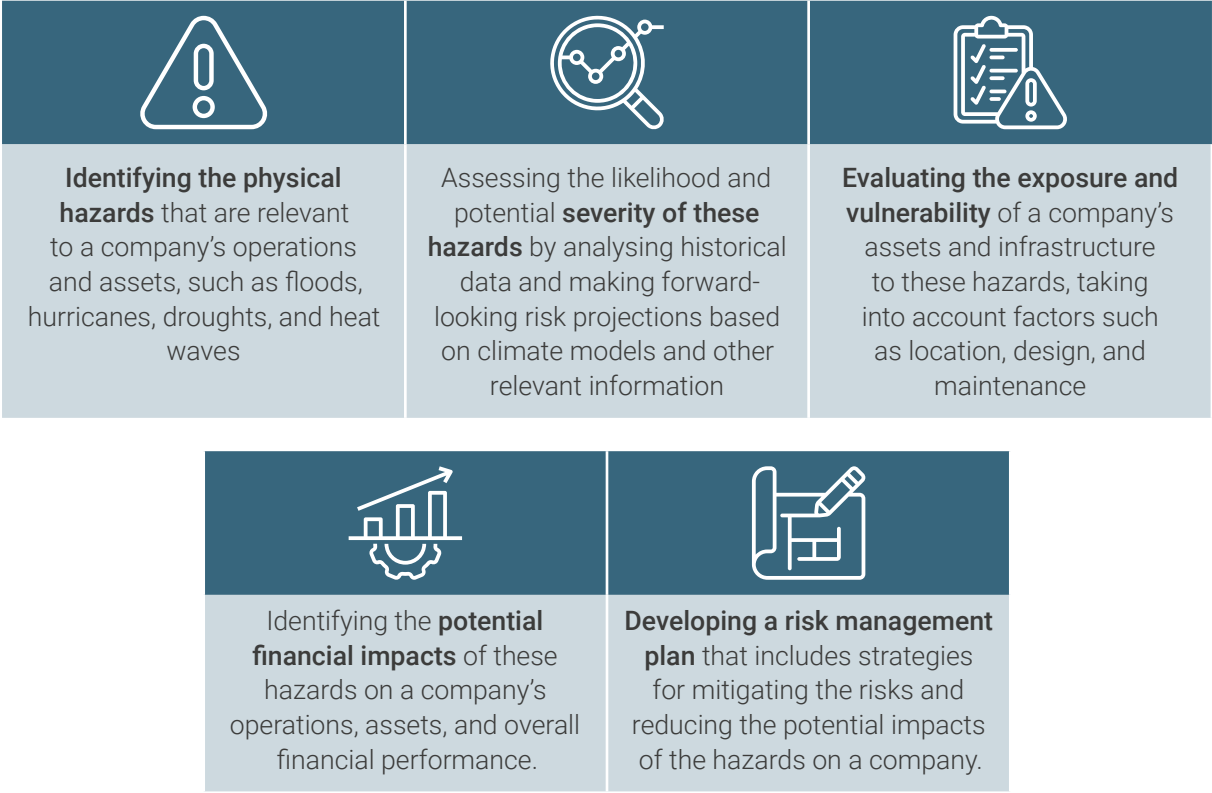 Identifying the physical
hazards that are relevant
to a company’s operations
and assets, such as floods,
hurricanes, droughts, and heat
waves
Assessing the likelihood and
potential severity of these
hazards by analysing historical
data and making forward-
looking risk projections based
on climate models and other
relevant information
Evaluating the exposure and
vulnerability of a company’s
assets and infrastructure
to these hazards, taking
into account factors such
as location, design, and
maintenance
Identifying the potential
financial impacts of these
hazards on a company’s
operations, assets, and overall
financial performance.
Developing a risk management
plan that includes strategies
for mitigating the risks and
reducing the potential impacts
of the hazards on a company.